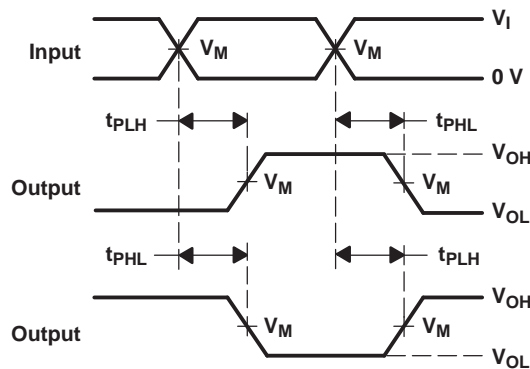 V_I
Input V_M V_M
0 V
t_PLH t_PHL
V_OH
Output V_M V_M
V_OL
t_PHL t_PLH
V_OH
Output V_M V_M
V_OL